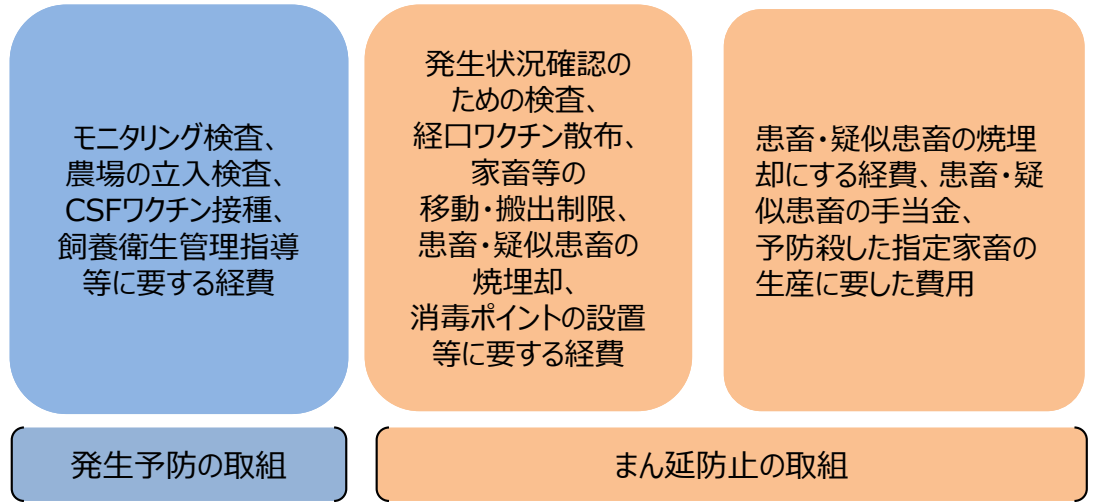 モニタリング検査、
農場の立入検査、
CSFワクチン接種、
飼養衛生管理指導
等に要する経費
発生状況確認の
ための検査、
経口ワクチン散布、
家畜等の
移動・搬出制限、
患畜・疑似患畜の
焼埋却、
消毒ポイントの設置
等に要する経費
患畜・疑似患畜の焼埋
却にする経費、患畜・疑
似患畜の手当金、
予防殺した指定家畜の
生産に要した費用
発生予防の取組
まん延防止の取組